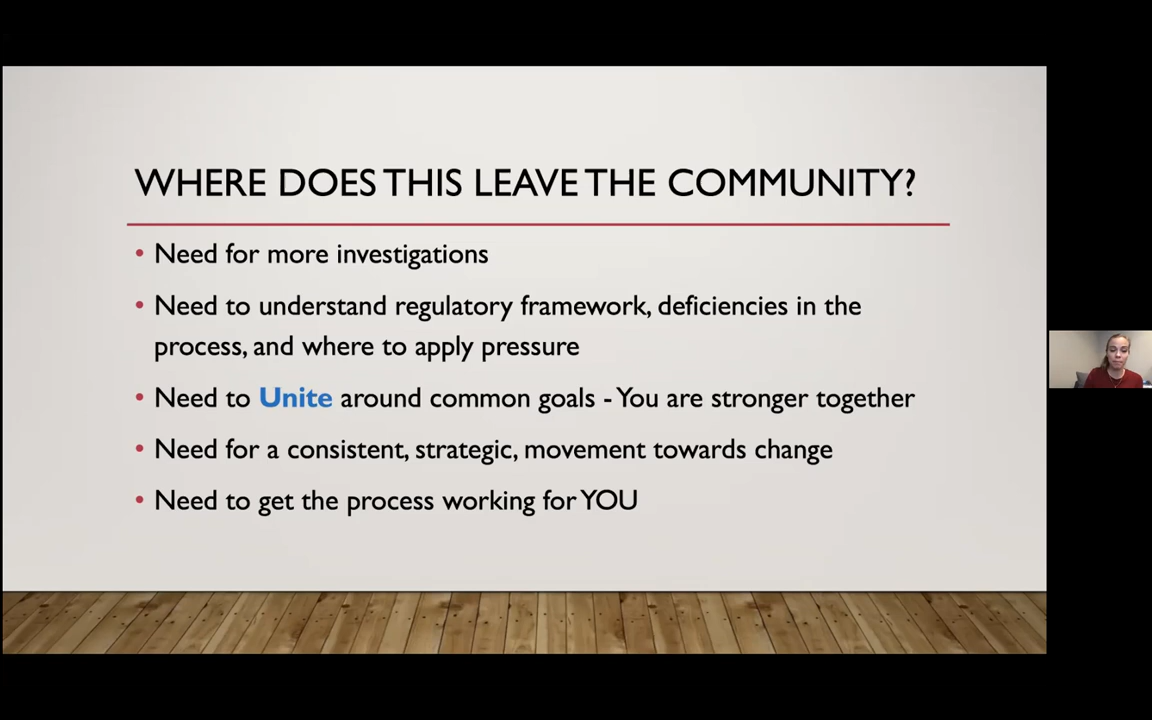 WHERE DOES THIS LEAVE THE COMMUNITY?
• Need for more investigations
• Need to understand regulatory framework, deficiencies in the
process, and where to apply pressure
• Need to Unite around common goals - You are stronger together
• Need for a consistent, strategic, movement towards change
• Need to get the process working for YOU